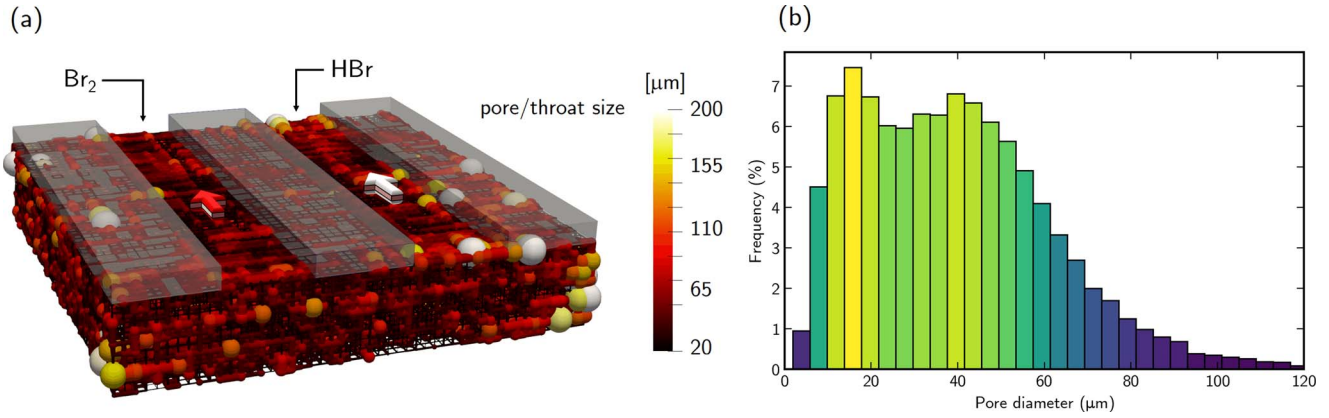 (a)
Br₂
HBr
pore/throat size
[μm]
200
155
110
65
20
(b)
Frequency (%)
7
6
5
4
3
2
1
0
0 20 40 60 80 100 120
Pore diameter (μm)